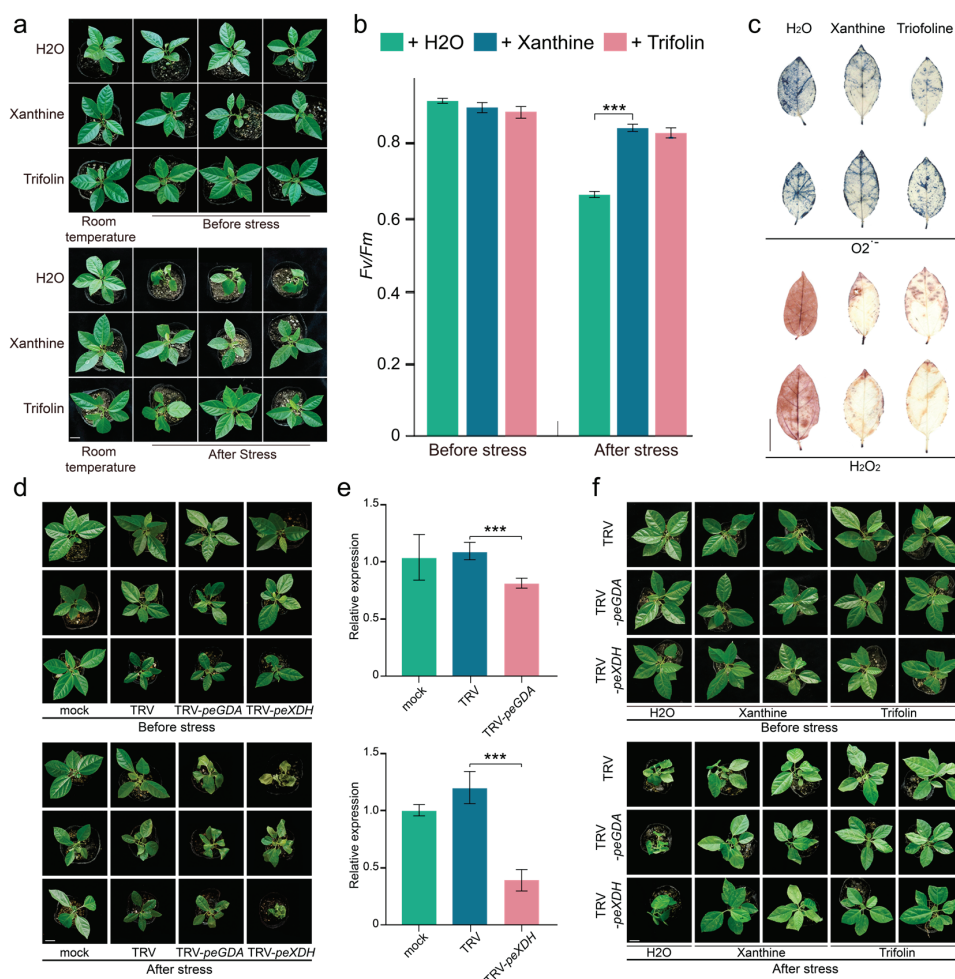 a
H2O
Xanthine
Trifolin
Room
temperature
Before stress
H2O
Xanthine
Trifolin
Room
temperature
After Stress
b
+ H2O + Xanthine + Trifolin
***
0.8
0.6
0.4
0.2
0
Fv/Fm
Before stress After stress
c
H2O Xanthine Triofoline
O2·-
H2O2
d
mock TRV TRV-peGDA TRV-peXDH
Before stress
mock TRV TRV-peGDA TRV-peXDH
After stress
e
1.5
1.0
0.5
0
Relative expression
***
mock TRV TRV-peGDA
1.5
1.0
0.5
0
Relative expression
***
mock TRV TRV-peXDH
f
TRV
TRV
-peGDA
TRV
-peXDH
H2O Xanthine Trifolin
Before stress
TRV
TRV
-peGDA
TRV
-peXDH
H2O Xanthine Trifolin
After stress